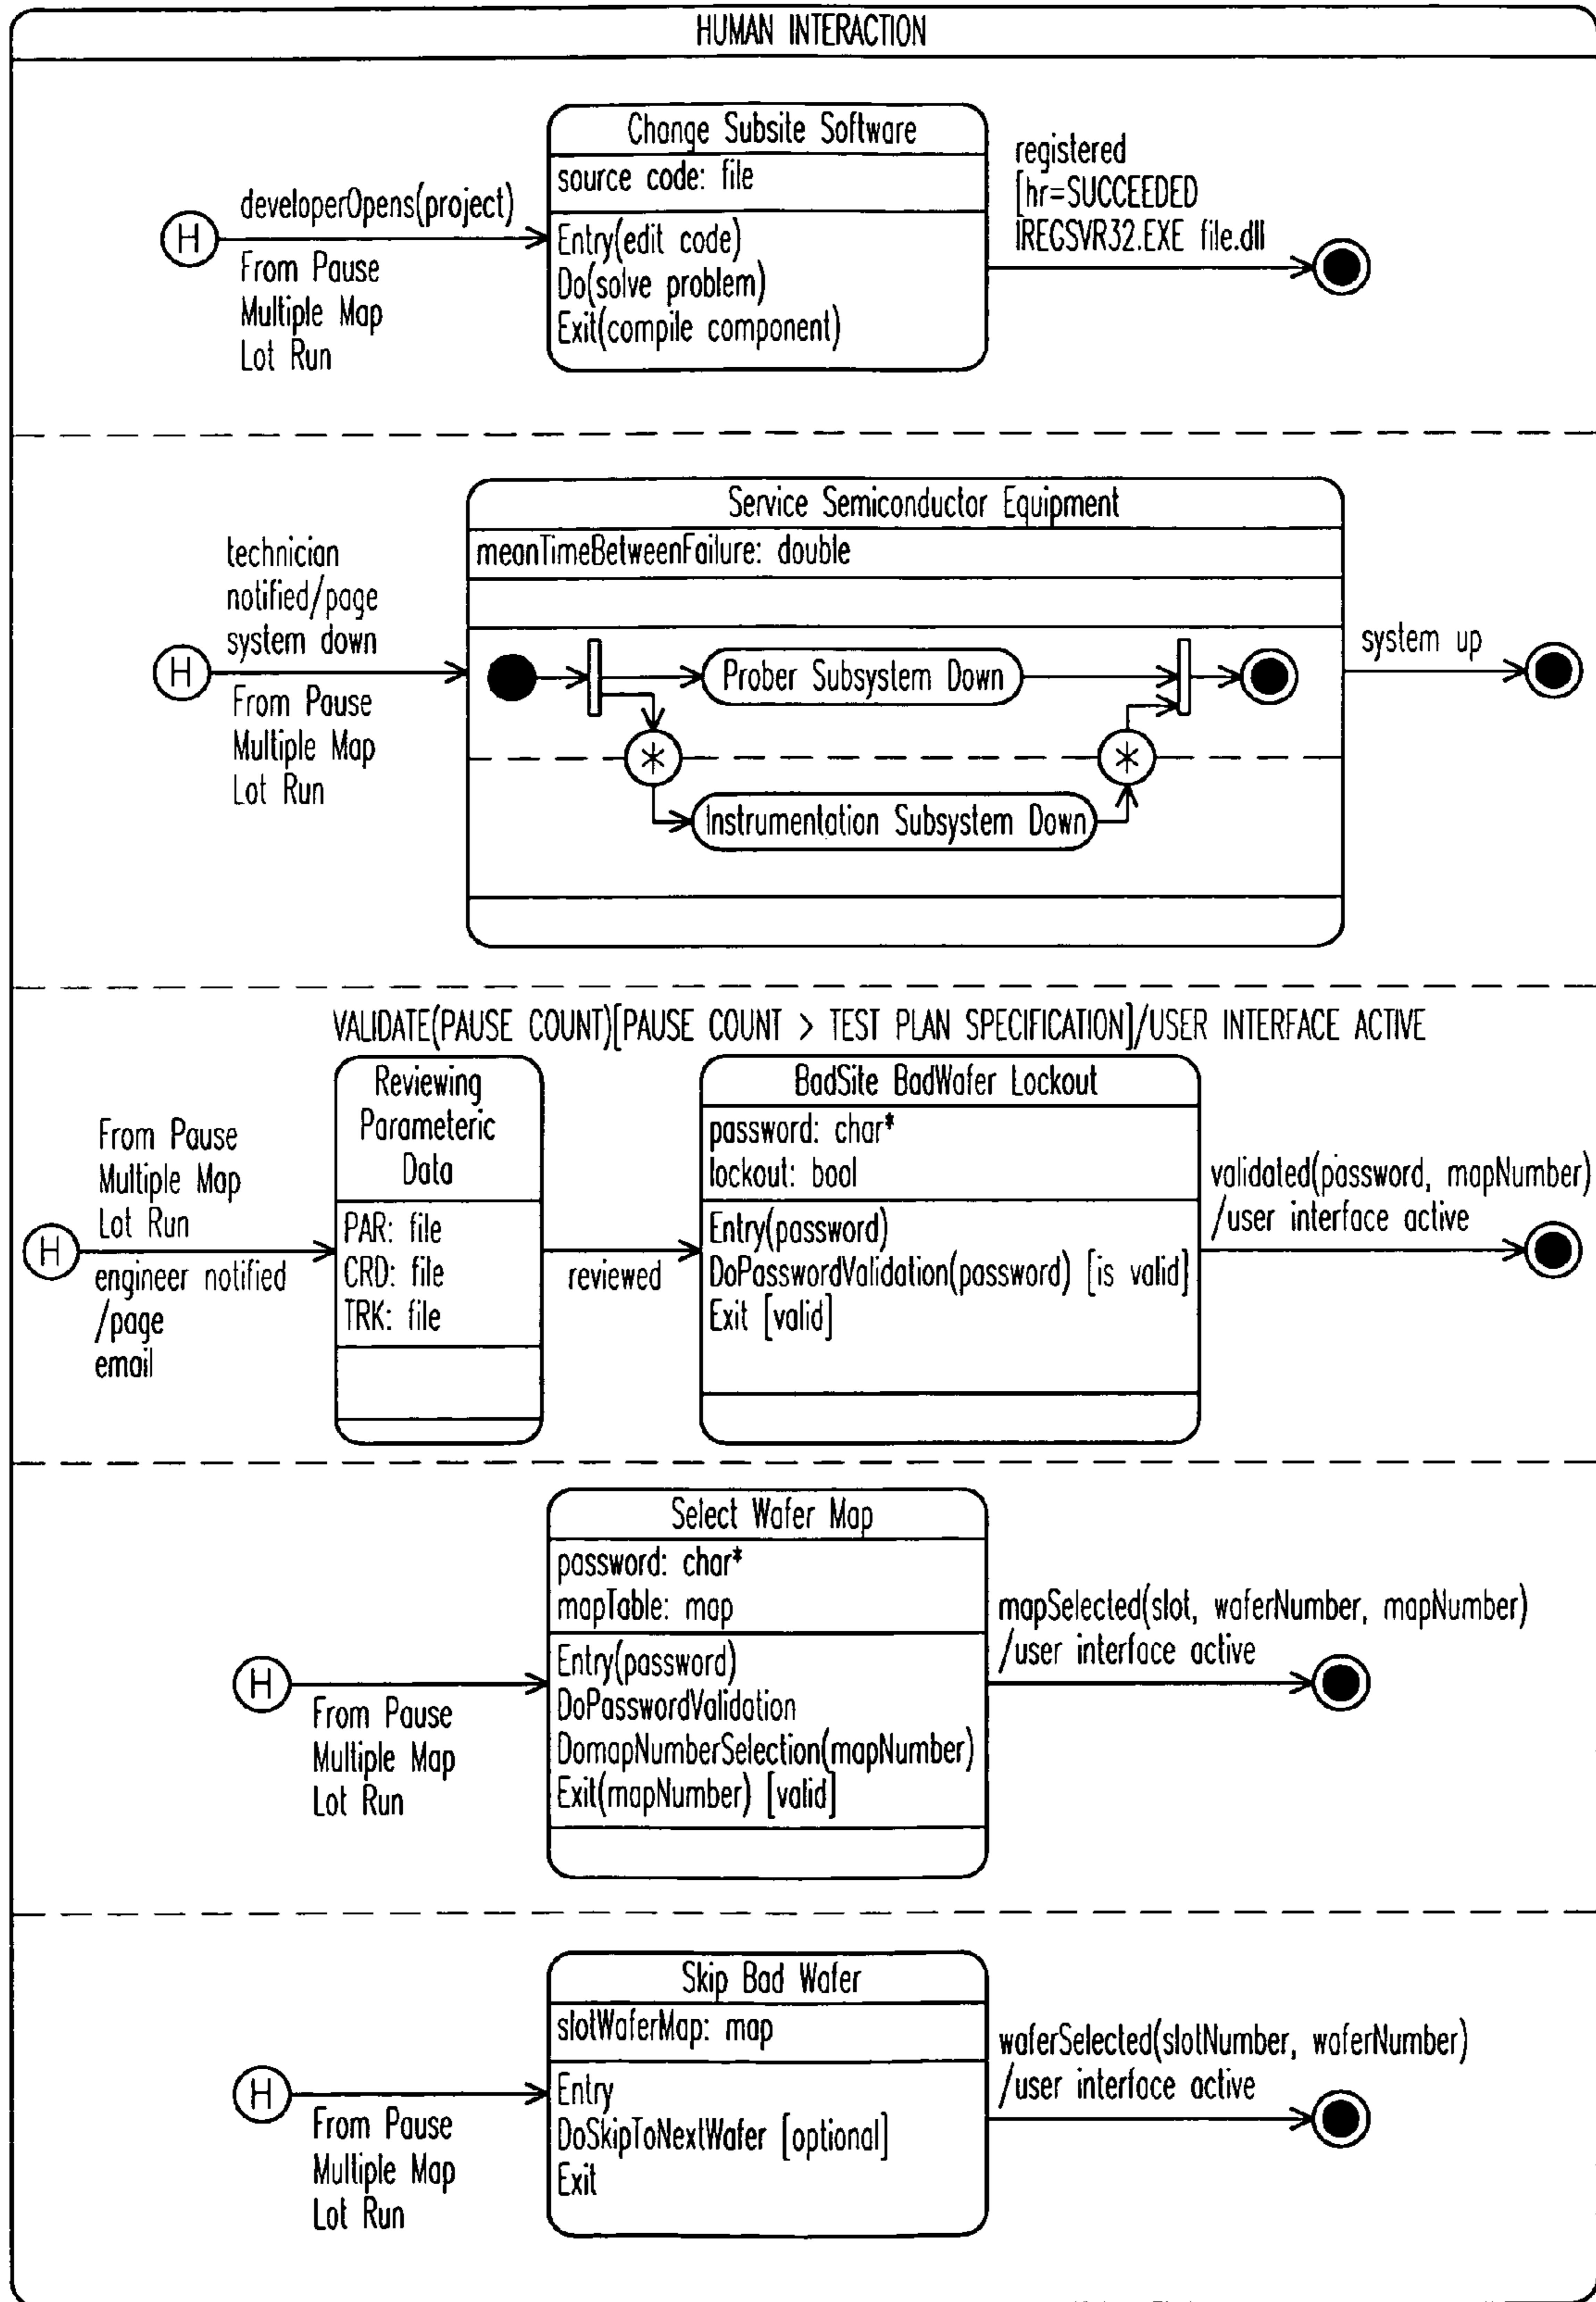 HUMAN INTERACTION
Change Subsite Software
source code: file
Entry(edit code)
Do(solve problem)
Exit(compile component)
H
developerOpens(project)
From Pause
Multiple Map
Lot Run
registered
[hr=SUCCEEDED
IREGSVR32.EXE file.dll
Service Semiconductor Equipment
meanTimeBetweenFailure: double
technician
notified/page
system down
H
From Pause
Multiple Map
Lot Run
Prober Subsystem Down
*
*
Instrumentation Subsystem Down
system up
VALIDATE(PAUSE COUNT)[PAUSE COUNT > TEST PLAN SPECIFICATION]/USER INTERFACE ACTIVE
From Pause
Multiple Map
Lot Run
H
engineer notified
/page
email
Reviewing
Parameteric
Data
PAR: file
CRD: file
TRK: file
reviewed
BadSite BadWafer Lockout
password: char*
lockout: bool
Entry(password)
DoPasswordValidation(password) [is valid]
Exit [valid]
validated(password, mapNumber)
/user interface active
Select Wafer Map
password: char*
mapTable: map
Entry(password)
DoPasswordValidation
DomapNumberSelection(mapNumber)
Exit(mapNumber) [valid]
H
From Pause
Multiple Map
Lot Run
mapSelected(slot, waferNumber, mapNumber)
/user interface active
Skip Bad Wafer
slotWaferMap: map
Entry
DoSkipToNextWafer [optional]
Exit
H
From Pause
Multiple Map
Lot Run
waferSelected(slotNumber, waferNumber)
/user interface active